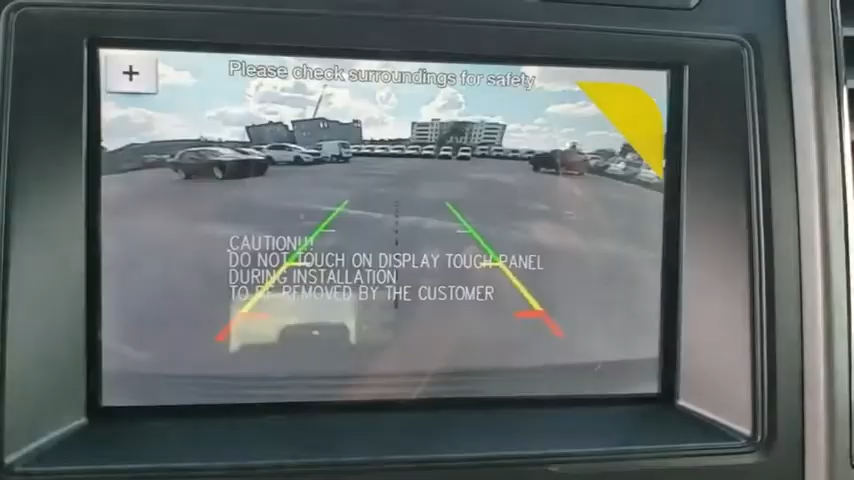 +
Please check surroundings for safety
CAUTION!!!
DO NOT TOUCH ON DISPLAY TOUCH PANEL
DURING INSTALLATION
TO BE REMOVED BY THE CUSTOMER